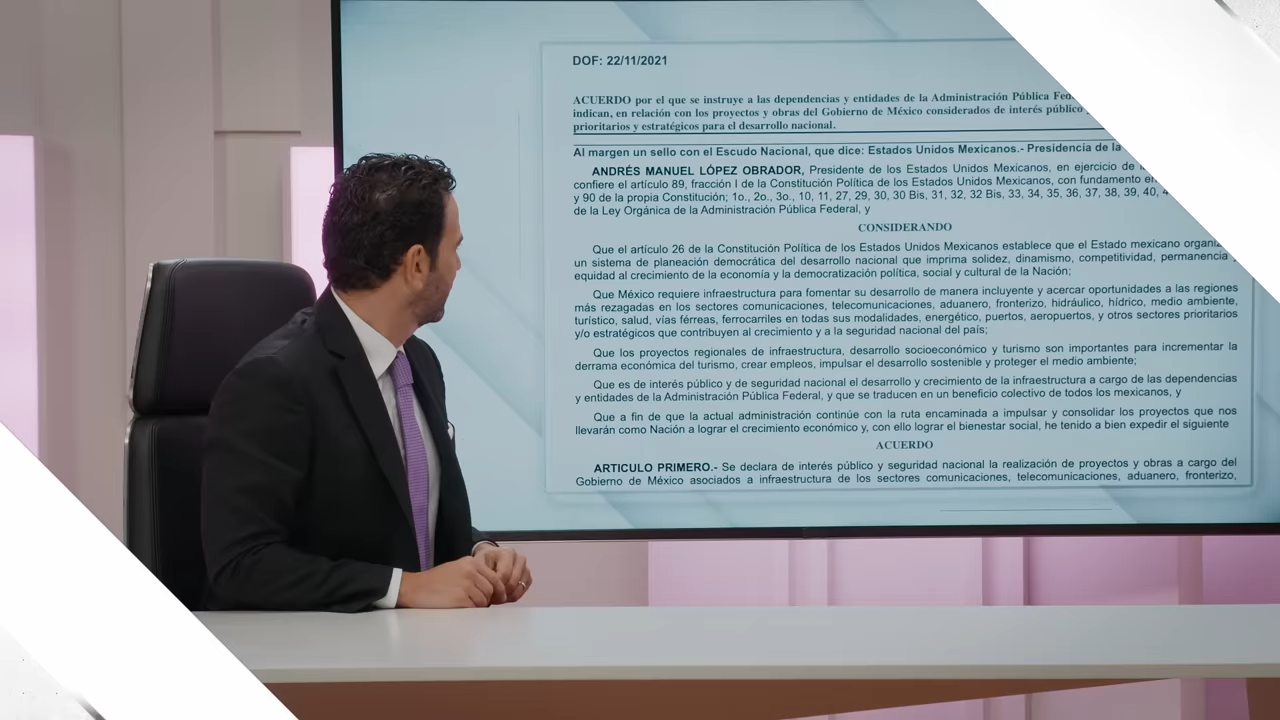 DOF: 22/11/2021
ACUERDO por el que se instruye a las dependencias y entidades de la Administración Pública
indican, en relación con los proyectos y obras del Gobierno de México considerados de interés público
prioritarios y estratégicos para el desarrollo nacional.
Al margen un sello con el Escudo Nacional, que dice: Estados Unidos Mexicanos.- Presidencia de la
ANDRÉS MANUEL LÓPEZ OBRADOR, Presidente de los Estados Unidos Mexicanos, en ejercicio de
confiere el artículo 89, fracción I de la Constitución Política de los Estados Unidos Mexicanos, con fundamento
y 90 de la propia Constitución; 1o., 2o., 3o., 10, 11, 27, 29, 30, 30 Bis, 31, 32, 32 Bis, 33, 34, 35, 36, 37, 38, 39, 40,
de la Ley Orgánica de la Administración Pública Federal, y
CONSIDERANDO
Que el artículo 26 de la Constitución Política de los Estados Unidos Mexicanos establece que el Estado mexicano
un sistema de planeación democrática del desarrollo nacional que imprima solidez, dinamismo, competitividad, permanencia y
equidad al crecimiento de la economía y la democratización política, social y cultural de la Nación;
Que México requiere infraestructura para fomentar su desarrollo de manera incluyente y acercar oportunidades a las regiones
más rezagadas en los sectores comunicaciones, telecomunicaciones, aduanero, fronterizo, hidráulico, hídrico, medio ambiente,
turístico, salud, vías férreas, ferrocarriles en todas sus modalidades, energético, puertos, aeropuertos, y otros sectores prioritarios
y/o estratégicos que contribuyen al crecimiento y a la seguridad nacional del país;
Que los proyectos regionales de infraestructura, desarrollo socioeconómico y turismo son importantes para incrementar la
derrama económica del turismo, crear empleos, impulsar el desarrollo sostenible y proteger el medio ambiente;
Que es de interés público y de seguridad nacional el desarrollo y crecimiento de la infraestructura a cargo de las dependencias
y entidades de la Administración Pública Federal, y que se traducen en un beneficio colectivo de todos los mexicanos, y
Que a fin de que la actual administración continúe con la ruta encaminada a impulsar y consolidar los proyectos que nos
llevarán como Nación a lograr el crecimiento económico y, con ello lograr el bienestar social, he tenido a bien expedir el siguiente
ACUERDO
ARTICULO PRIMERO.- Se declara de interés público y seguridad nacional la realización de proyectos y obras a cargo del
Gobierno de México asociados a infraestructura de los sectores comunicaciones, telecomunicaciones, aduanero, fronterizo,